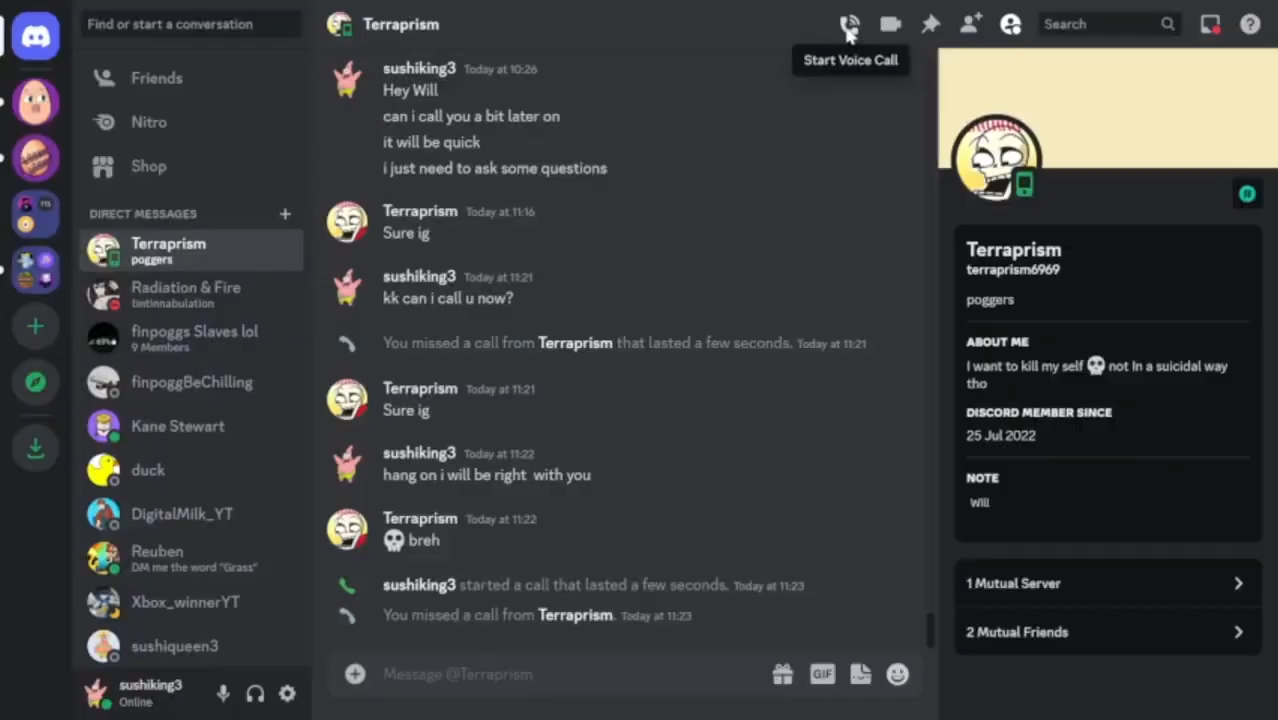 Find or start a conversation
Friends
Nitro
Shop
DIRECT MESSAGES
Terraprism
poggers
Radiation & Fire
tintinnabulation
finpoggs Slaves lol
9 Members
finpoggBeChilling
Kane Stewart
duck
DigitalMilk_YT
Reuben
DM me the word "Grass"
Xbox_winnerYT
sushiqueen3
sushiking3
Online
Terraprism
Search
Start Voice Call
sushiking3 Today at 10:26
Hey Will
can i call you a bit later on
it will be quick
i just need to ask some questions
Terraprism Today at 11:16
Sure ig
sushiking3 Today at 11:21
kk can i call u now?
You missed a call from Terraprism that lasted a few seconds. Today at 11:21
Terraprism Today at 11:21
Sure ig
sushiking3 Today at 11:22
hang on i will be right with you
Terraprism Today at 11:22
💀 breh
sushiking3 started a call that lasted a few seconds. Today at 11:23
You missed a call from Terraprism. Today at 11:23
Message @Terraprism
GIF
Terraprism
terraprism6969
poggers
ABOUT ME
I want to kill my self 💀 not In a suicidal way
tho
DISCORD MEMBER SINCE
25 Jul 2022
NOTE
Will
1 Mutual Server
2 Mutual Friends